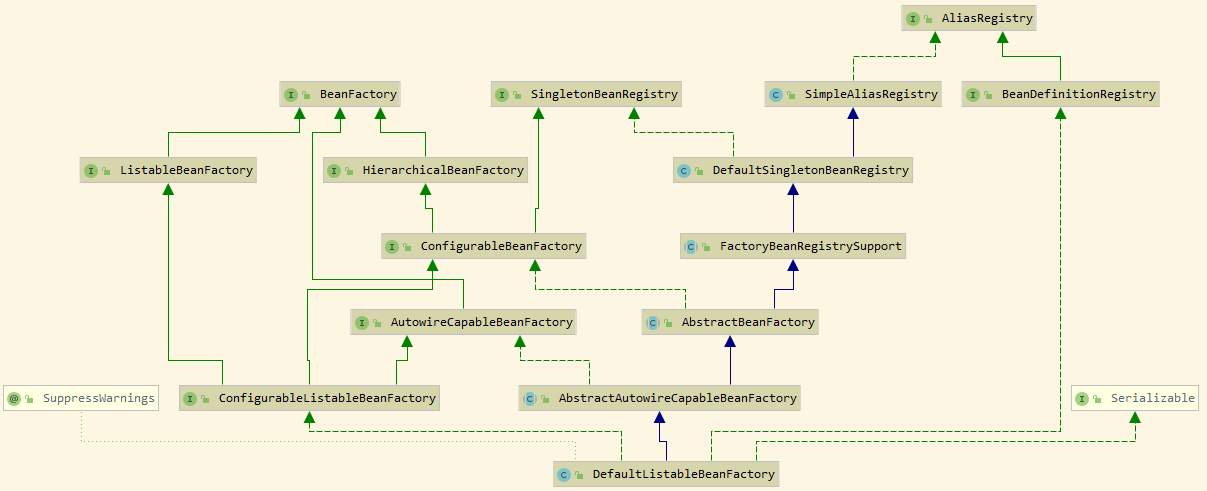 AliasRegistry
BeanFactory
SingletonBeanRegistry
SimpleAliasRegistry
BeanDefinitionRegistry
ListableBeanFactory
HierarchicalBeanFactory
DefaultSingletonBeanRegistry
ConfigurableBeanFactory
FactoryBeanRegistrySupport
AutowireCapableBeanFactory
AbstractBeanFactory
SuppressWarnings
ConfigurableListableBeanFactory
AbstractAutowireCapableBeanFactory
Serializable
DefaultListableBeanFactory